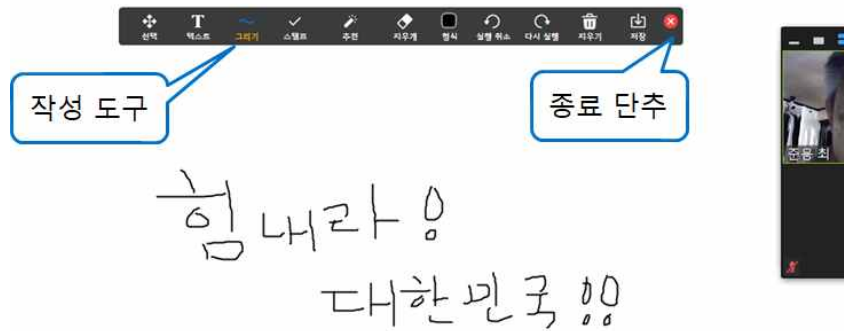 선택 텍스트 그리기 스탬프 추천 지우개 형식 실행 취소 다시 실행 지우기 저장
작성 도구
종료 단추
준용 최
힘내라!
대한민국!!